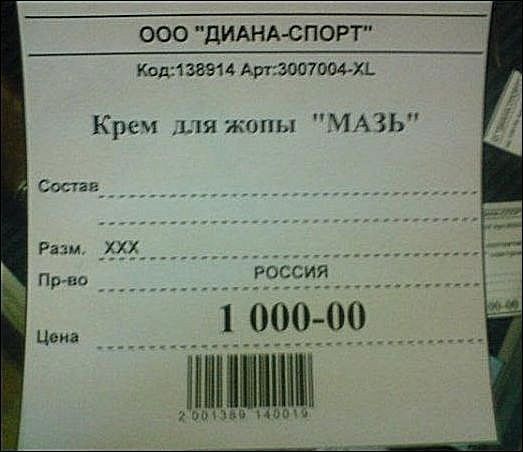 ООО "ДИАНА-СПОРТ"
Код:138914 Арт:3007004-XL
Крем для жопы "МАЗЬ"
Состав
Разм. XXX
Пр-во РОССИЯ
Цена 1 000-00
2 001389 140019